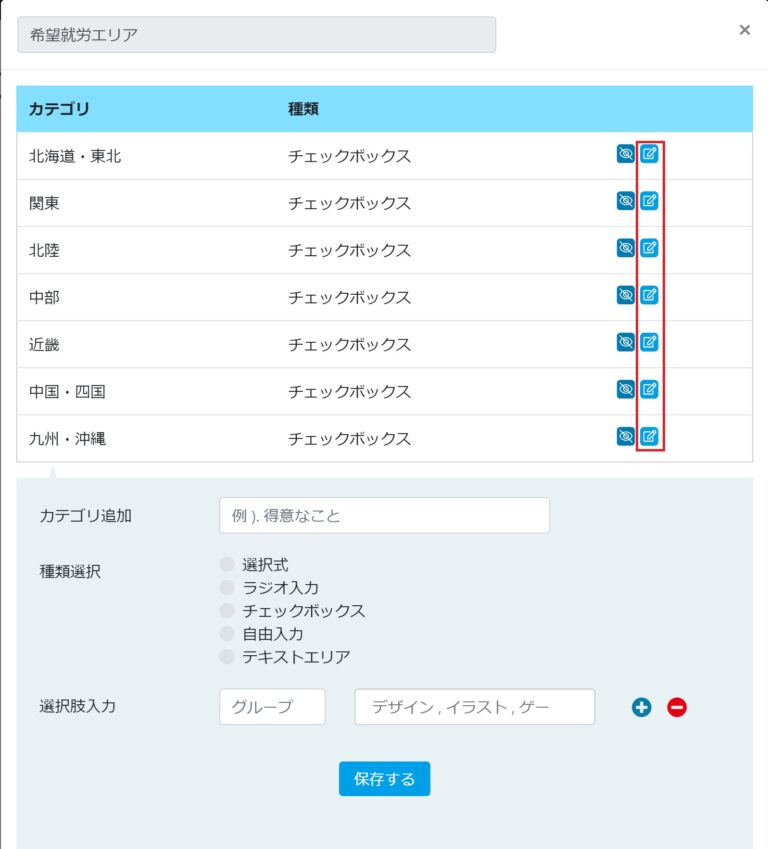 希望就労エリア
×
カテゴリ 種類
北海道・東北 チェックボックス
関東 チェックボックス
北陸 チェックボックス
中部 チェックボックス
近畿 チェックボックス
中国・四国 チェックボックス
九州・沖縄 チェックボックス
カテゴリ追加 例 ). 得意なこと
種類選択 選択式
ラジオ入力
チェックボックス
自由入力
テキストエリア
選択肢入力 グループ デザイン , イラスト , ゲー
保存する